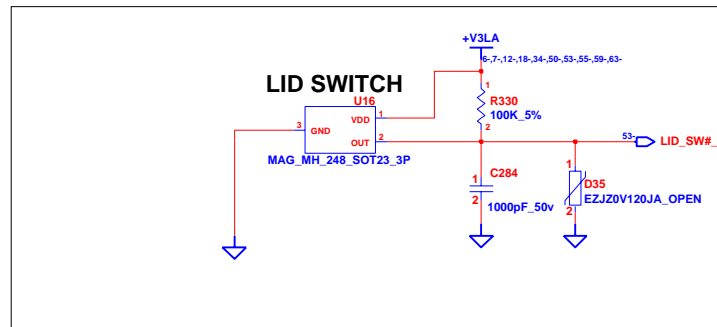 +V3LA
6-,7-,12-,18-,34-,50-,53-,55-,59-,63-
LID SWITCH
U16
1
R330
100K_5%
2
3
GND
VDD
1
OUT
2
MAG_MH_248_SOT23_3P
53-
LID_SW#_
C284
1
2
1000pF_50v
1
D35
EZJZ0V120JA_OPEN
2